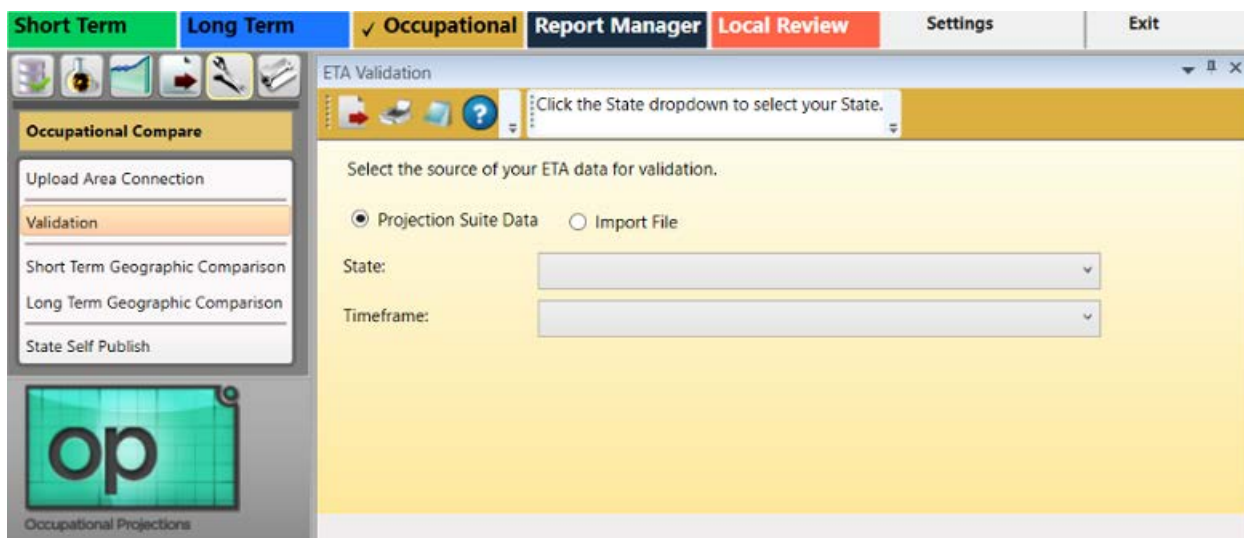 Short Term Long Term ✓ Occupational Report Manager Local Review Settings Exit
ETA Validation
Click the State dropdown to select your State.
Occupational Compare
Upload Area Connection
Validation
Short Term Geographic Comparison
Long Term Geographic Comparison
State Self Publish
op
Occupational Projections
Select the source of your ETA data for validation.
Projection Suite Data Import File
State:
Timeframe: